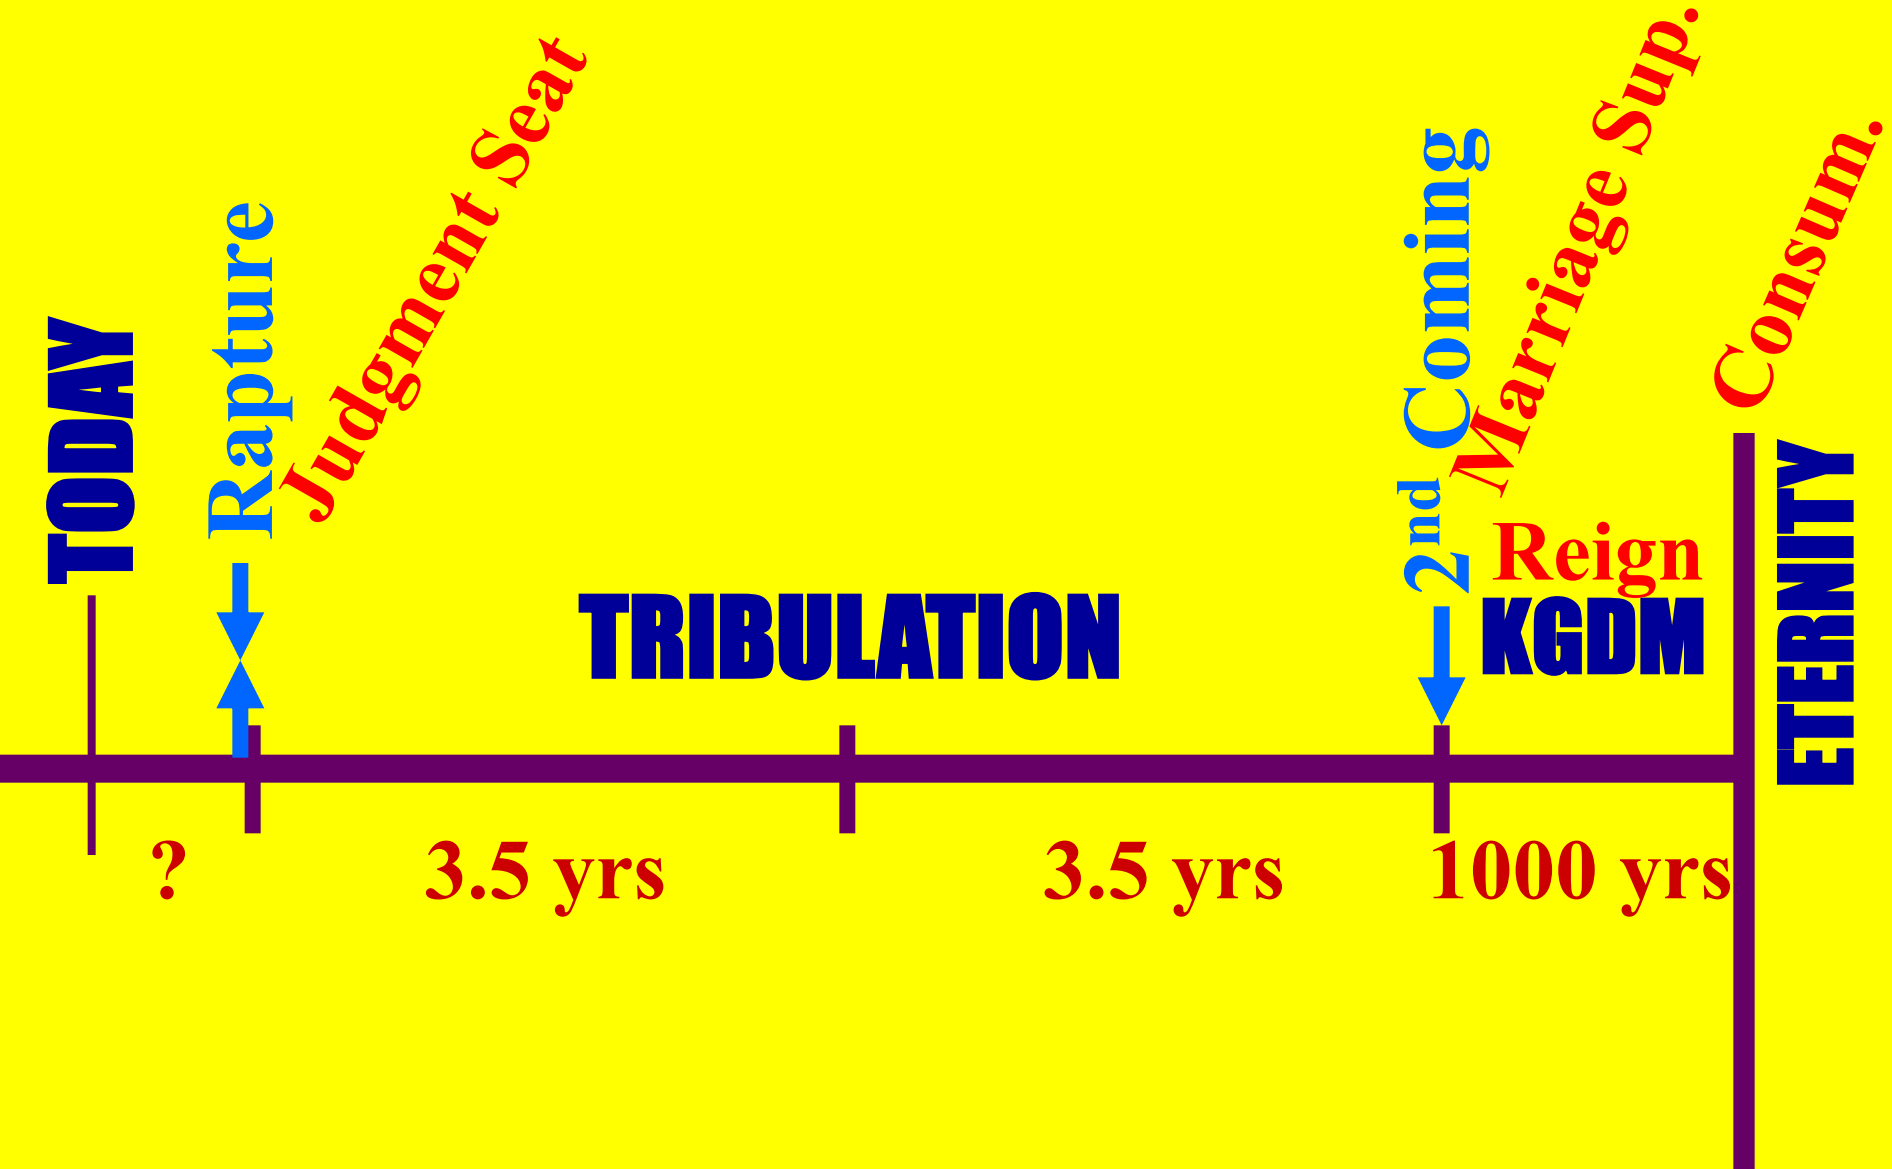 TODAY
Rapture
Judgment Seat
TRIBULATION
2nd Coming
Marriage Sup.
Reign
KGDM
Consum.
ETERNITY
?
3.5 yrs
3.5 yrs
1000 yrs